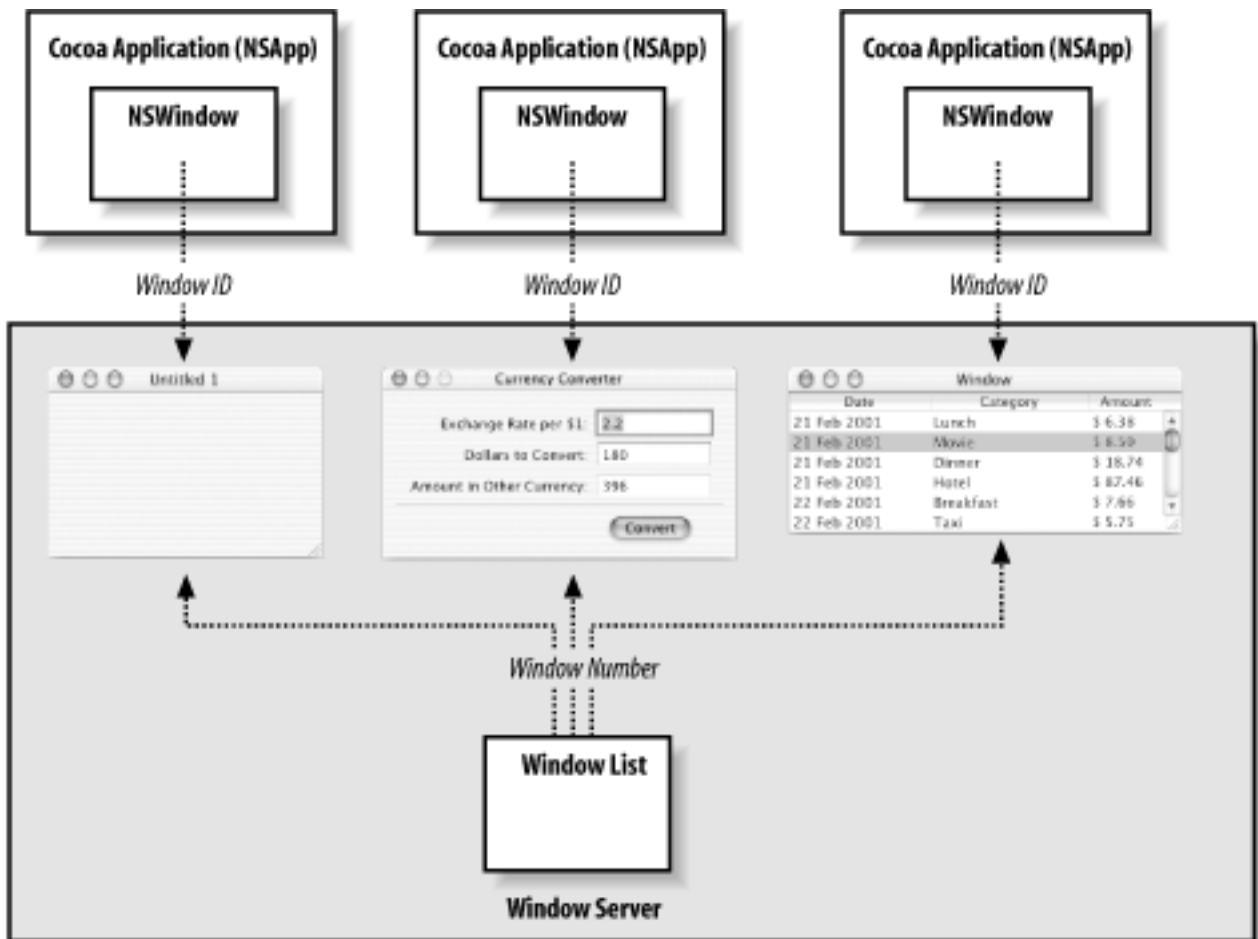 Cocoa Application (NSApp)
NSWindow
Window ID
Cocoa Application (NSApp)
NSWindow
Window ID
Cocoa Application (NSApp)
NSWindow
Window ID
Untitled 1
Currency Converter
Exchange Rate per $1: 2.2
Dollars to Convert: 180
Amount in Other Currency: 396
Convert
Window
Date Category Amount
21 Feb 2001 Lunch $ 6.38
21 Feb 2001 Movie $ 8.50
21 Feb 2001 Dinner $ 18.74
21 Feb 2001 Hotel $ 87.46
22 Feb 2001 Breakfast $ 7.66
22 Feb 2001 Taxi $ 5.75
Window Number
Window List
Window Server